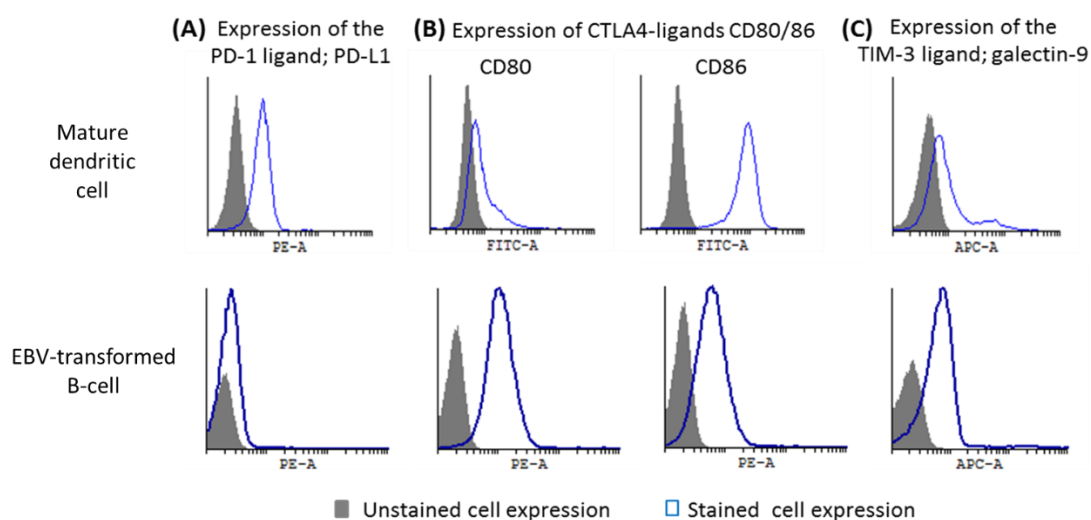 (A) Expression of the
PD-1 ligand; PD-L1
(B) Expression of CTLA4-ligands CD80/86
CD80
CD86
(C) Expression of the
TIM-3 ligand; galectin-9
Mature
dendritic
cell
PE-A
FITC-A
FITC-A
APC-A
EBV-transformed
B-cell
PE-A
PE-A
PE-A
APC-A
Unstained cell expression
Stained cell expression